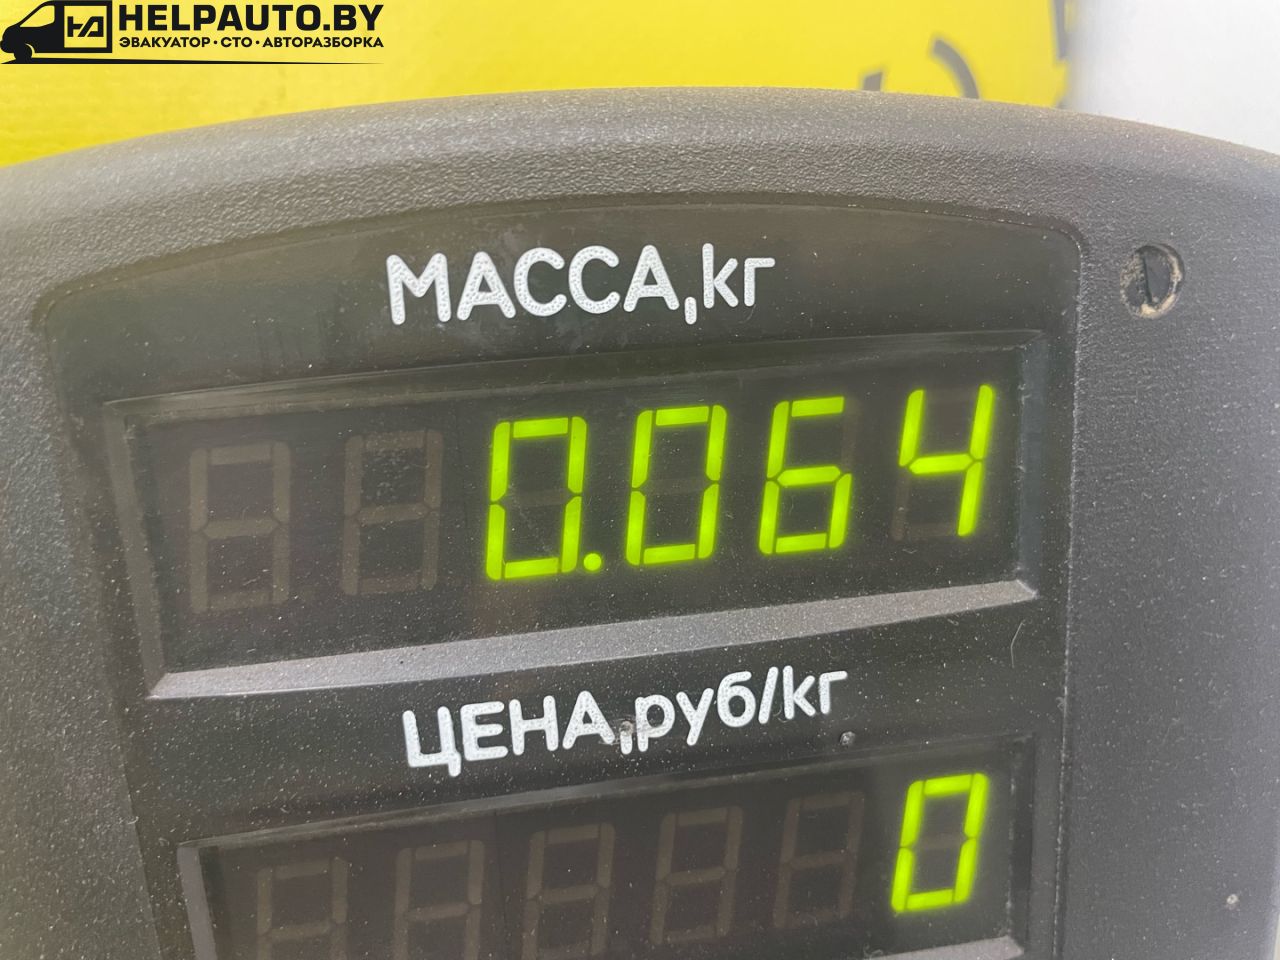 HELPAUTO.BY
ЭВАКУАТОР · СТО · АВТОРАЗБОРКА
МАССА,кг
0.064
ЦЕНА,руб/кг
0